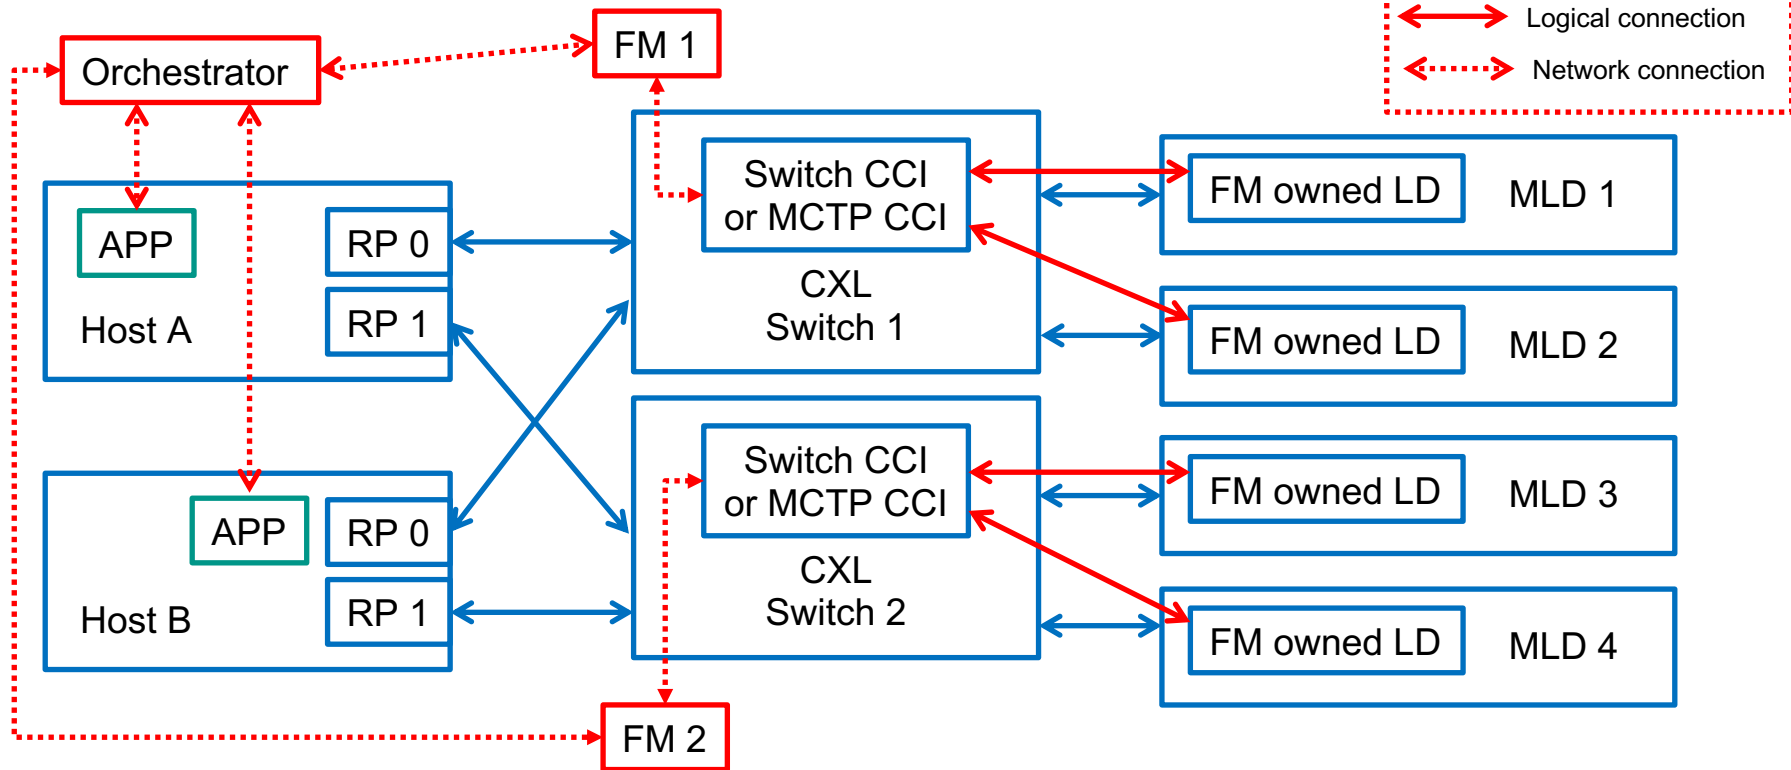 Logical connection
Network connection
Orchestrator
FM 1
Switch CCI
or MCTP CCI
CXL
Switch 1
FM owned LD
MLD 1
FM owned LD
MLD 2
APP
RP 0
RP 1
Host A
Switch CCI
or MCTP CCI
CXL
Switch 2
FM owned LD
MLD 3
FM owned LD
MLD 4
APP
RP 0
RP 1
Host B
FM 2